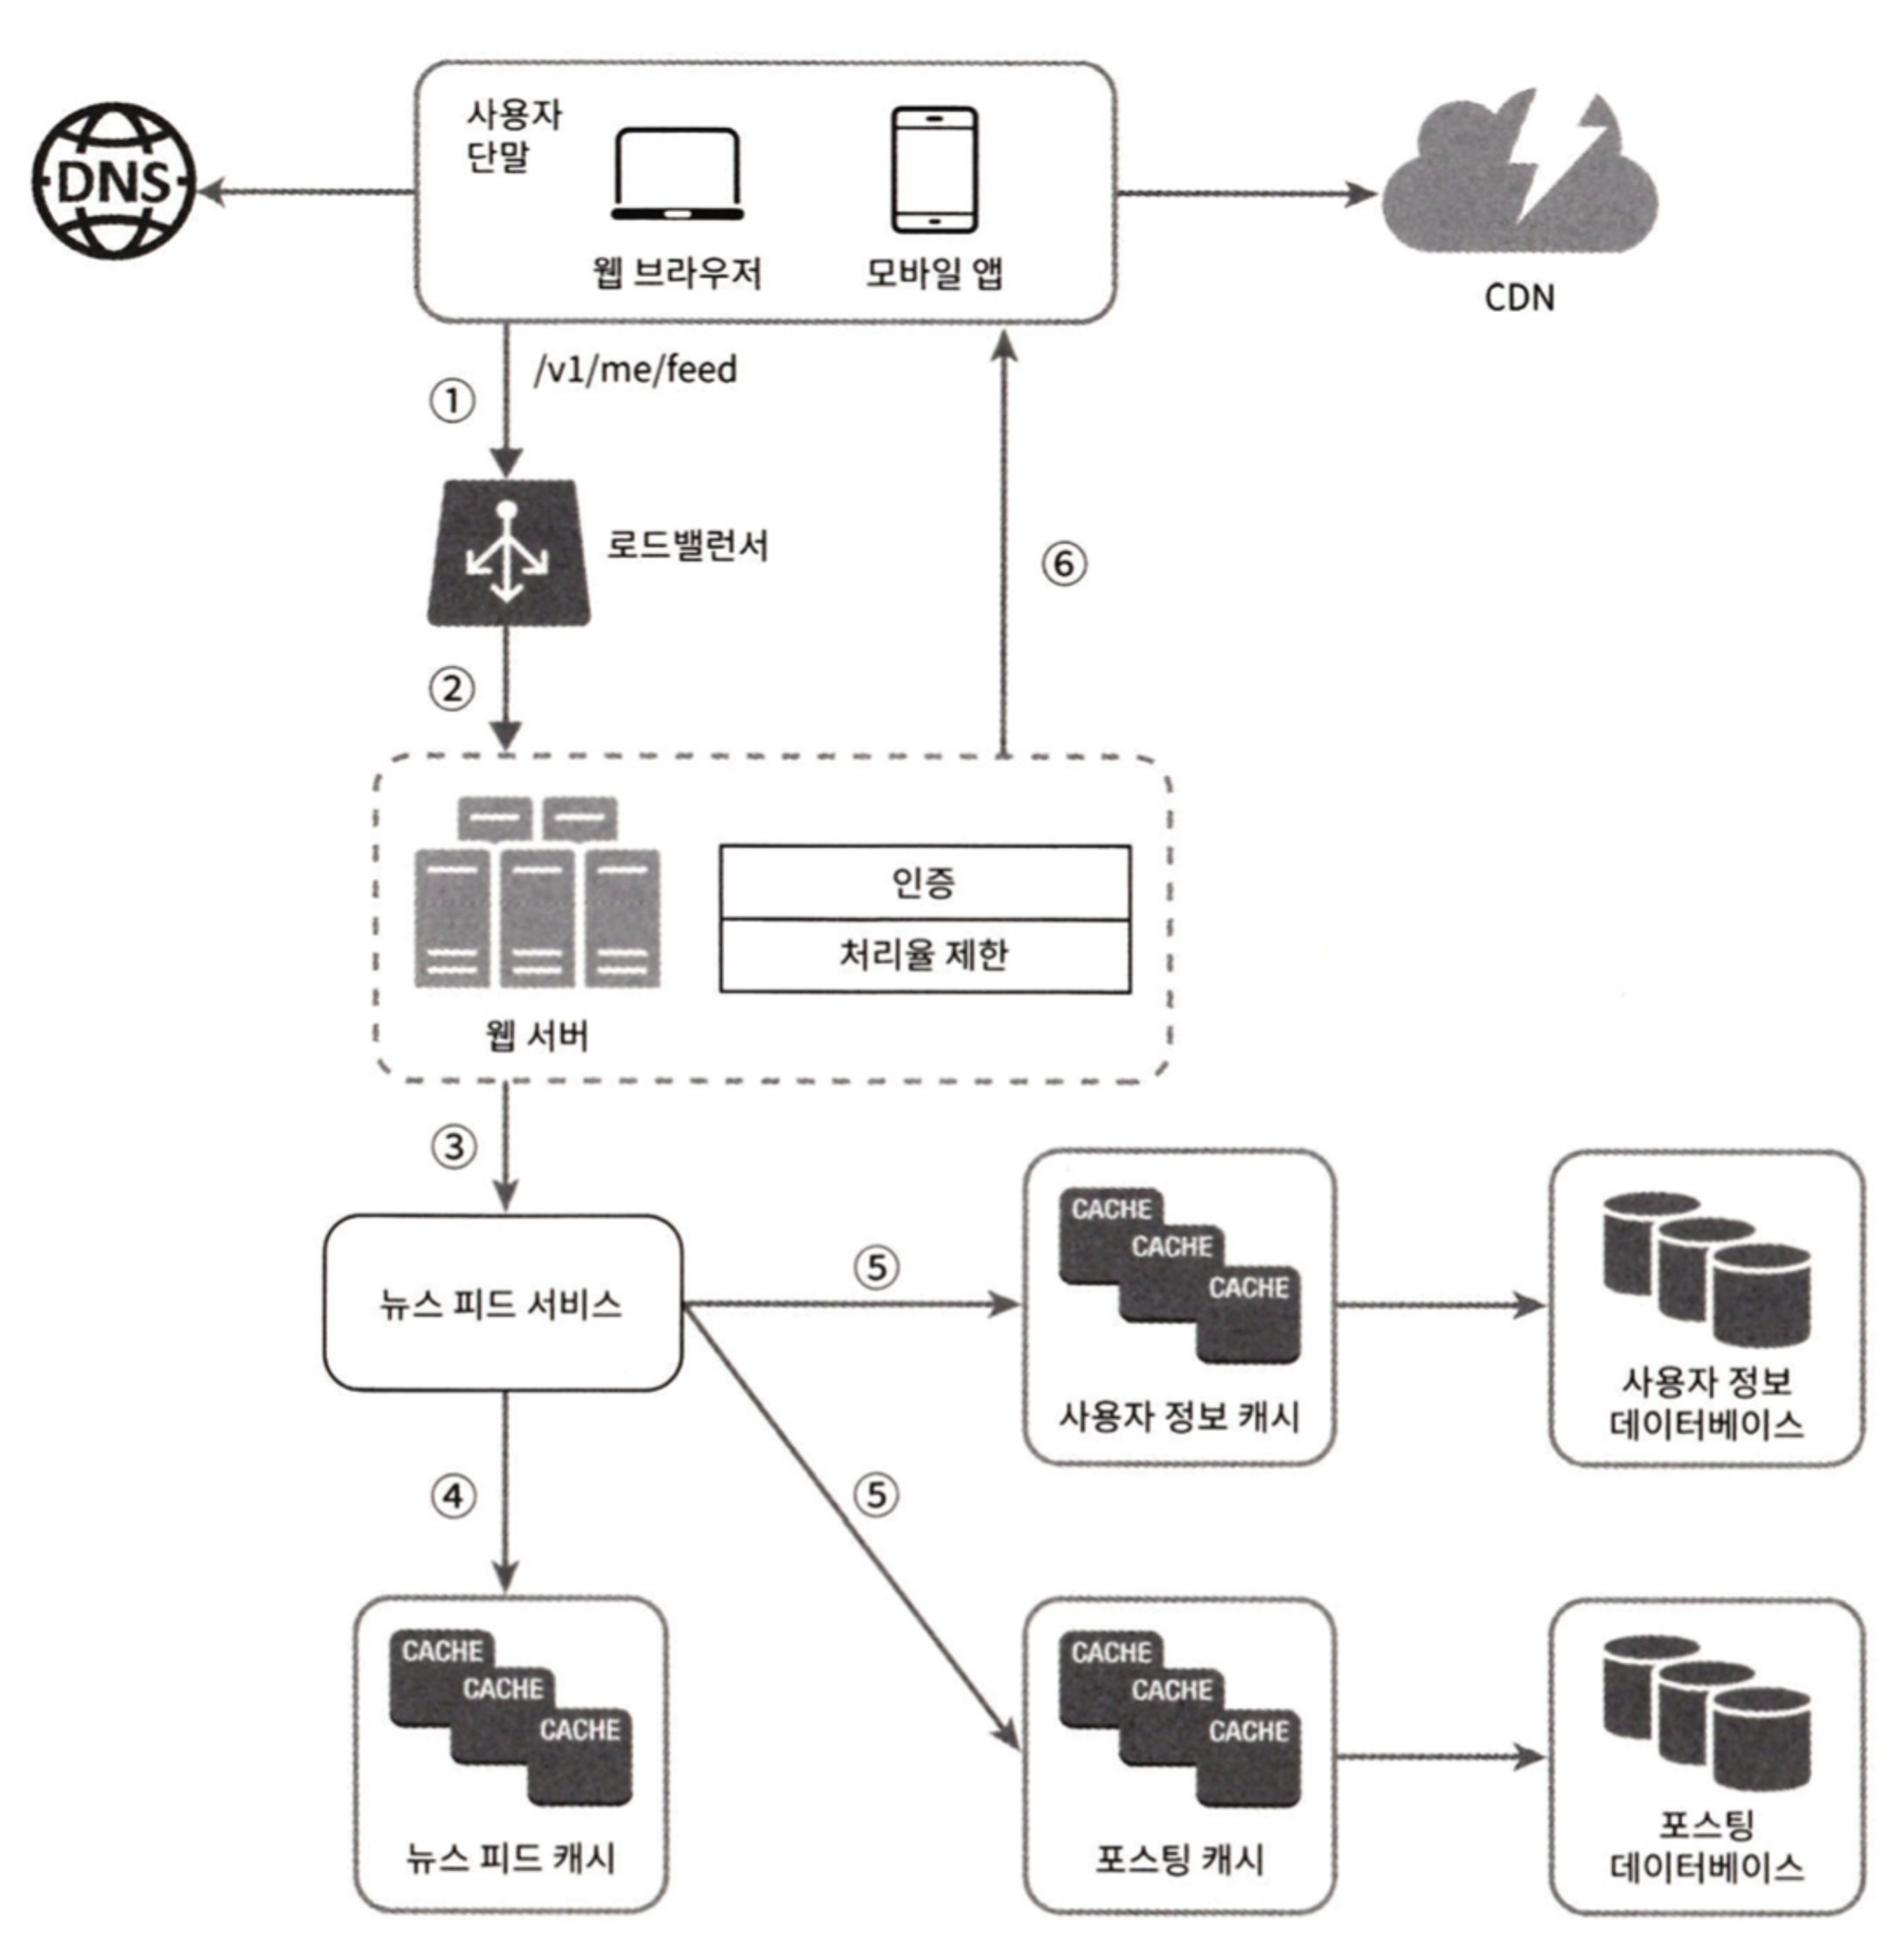 DNS
사용자
단말
웹 브라우저
모바일 앱
CDN
①
/v1/me/feed
로드밸런서
⑥
②
인증
처리율 제한
웹 서버
③
뉴스 피드 서비스
⑤
CACHE
CACHE
CACHE
사용자 정보 캐시
사용자 정보
데이터베이스
④
⑤
CACHE
CACHE
CACHE
뉴스 피드 캐시
CACHE
CACHE
CACHE
포스팅 캐시
포스팅
데이터베이스